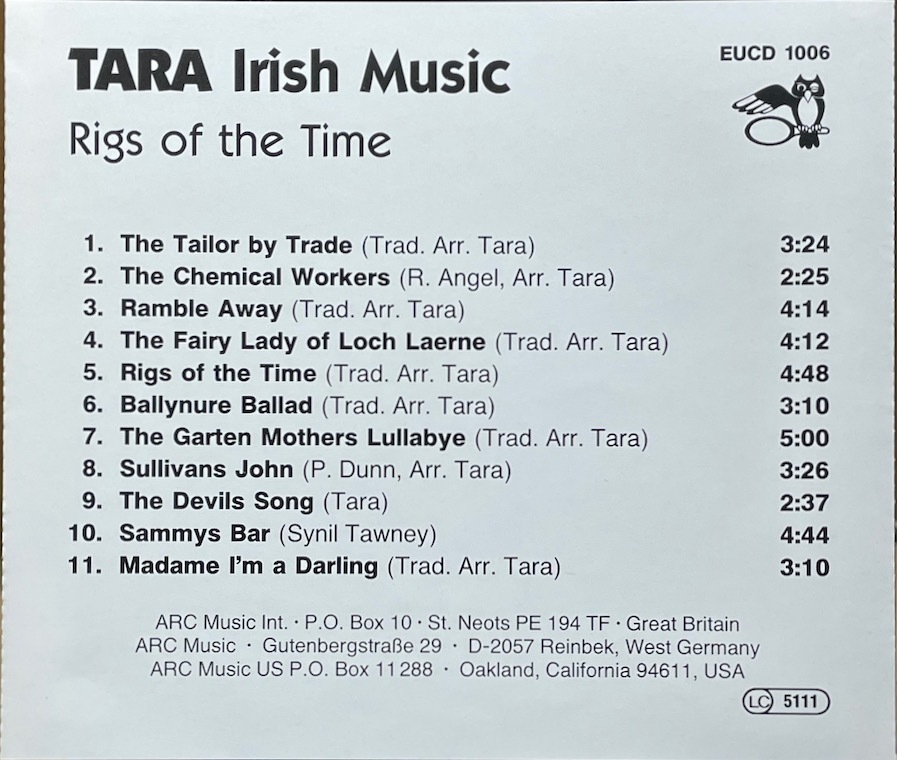 TARA Irish Music
EUCD 1006
Rigs of the Time
1. The Tailor by Trade (Trad. Arr. Tara) 3:24
2. The Chemical Workers (R. Angel, Arr. Tara) 2:25
3. Ramble Away (Trad. Arr. Tara) 4:14
4. The Fairy Lady of Loch Laerne (Trad. Arr. Tara) 4:12
5. Rigs of the Time (Trad. Arr. Tara) 4:48
6. Ballynure Ballad (Trad. Arr. Tara) 3:10
7. The Garten Mothers Lullabye (Trad. Arr. Tara) 5:00
8. Sullivans John (P. Dunn, Arr. Tara) 3:26
9. The Devils Song (Tara) 2:37
10. Sammys Bar (Synil Tawney) 4:44
11. Madame I'm a Darling (Trad. Arr. Tara) 3:10
ARC Music Int. · P.O. Box 10 · St. Neots PE 194 TF · Great Britain
ARC Music · Gutenbergstraße 29 · D-2057 Reinbek, West Germany
ARC Music US P.O. Box 11288 · Oakland, California 94611, USA
LC 5111